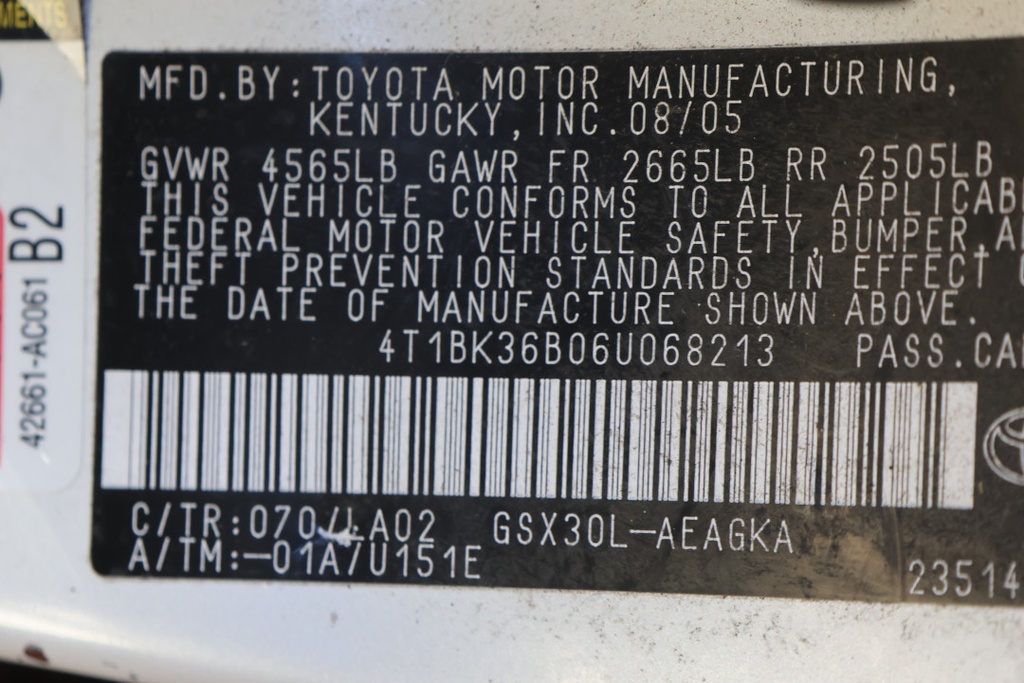 MFD.BY:TOYOTA MOTOR MANUFACTURING,
KENTUCKY,INC.08/05
GVWR 4565LB GAWR FR 2665LB RR 2505LB
THIS VEHICLE CONFORMS TO ALL
FEDERAL MOTOR VEHICLE SAFETY,BUMPER,
THEFT PREVENTION STANDARDS IN EFFECT
THE DATE OF MANUFACTURE SHOWN ABOVE.
4T1BK36B06U068213 PASS.
C/TR:070/LA02 GSX30L-AEAGKA
A/TM:-01A/U151E
23514
42661-AC061 B2